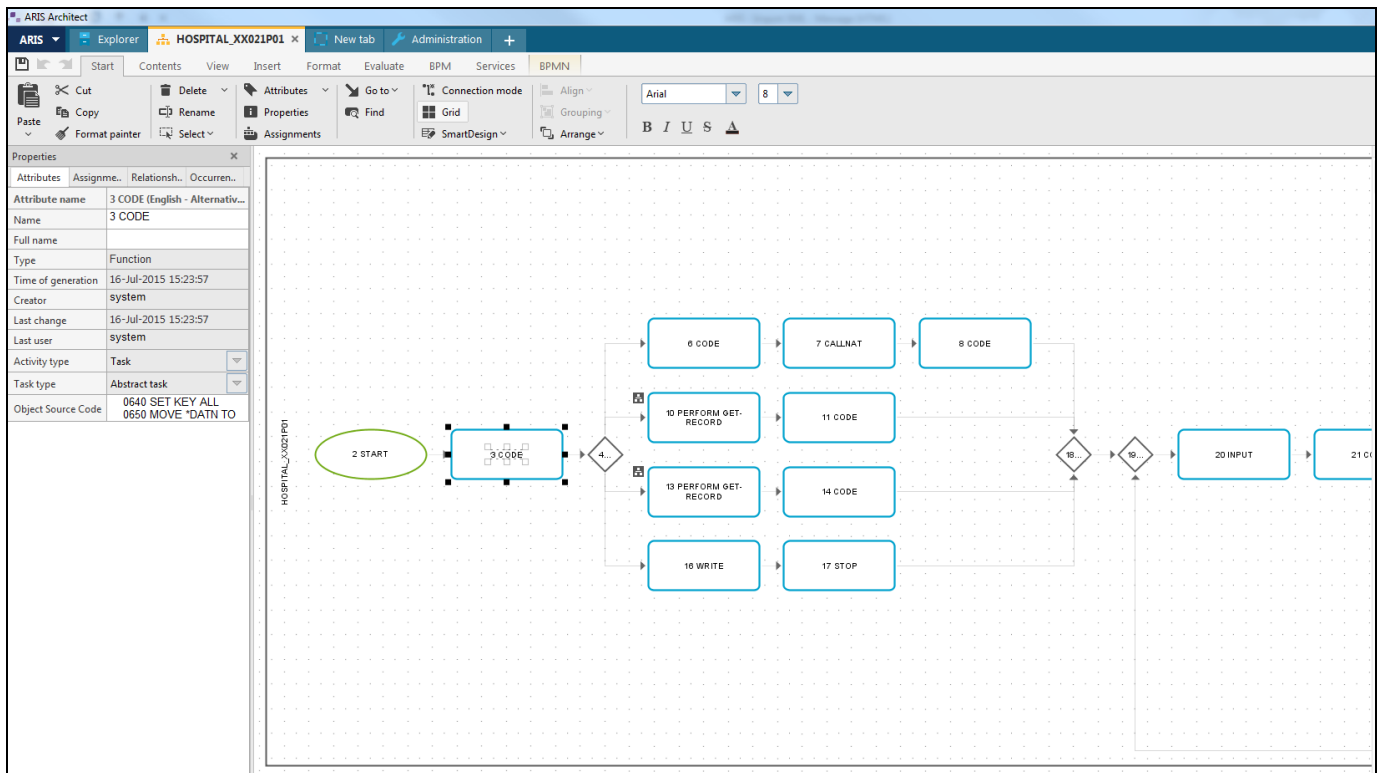 ARIS Architect
ARIS Explorer HOSPITAL_XX021P01 × New tab Administration +
Start Contents View Insert Format Evaluate BPM Services BPMN
Paste
Cut
Copy
Format painter
Delete
Rename
Select
Attributes
Properties
Assignments
Go to
Find
Connection mode
Grid
SmartDesign
Align
Grouping
Arrange
Arial 8
B I U S A
Properties ×
Attributes Assignme.. Relationsh.. Occurren..
Attribute name 3 CODE (English - Alternativ...
Name 3 CODE
Full name
Type Function
Time of generation 16-Jul-2015 15:23:57
Creator system
Last change 16-Jul-2015 15:23:57
Last user system
Activity type Task
Task type Abstract task
Object Source Code 0640 SET KEY ALL
0650 MOVE *DATN TO
HOSPITAL_XX021P01
2 START
3 CODE
4...
6 CODE
7 CALLNAT
8 CODE
10 PERFORM GET-
RECORD
11 CODE
13 PERFORM GET-
RECORD
14 CODE
16 WRITE
17 STOP
18...
19...
20 INPUT
21 C